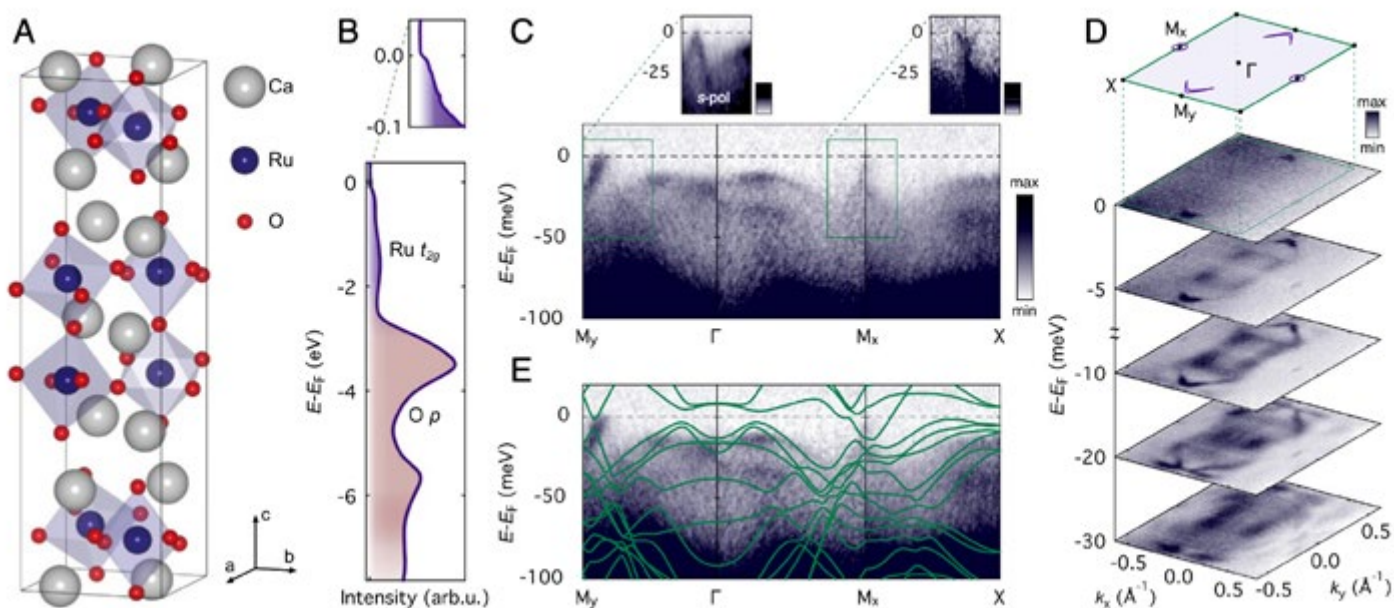 A
Ca
Ru
O
c
a
b
B
0.0
-0.1
0
-2
-4
-6
E-EF (eV)
Ru t2g
O p
Intensity (arb.u.)
C
0
-25
s-pol
0
-25
0
-50
-100
E-EF (meV)
My
Γ
Mx
X
max
min
E
0
-50
-100
E-EF (meV)
My
Γ
Mx
X
D
Mx
Γ
X
My
max
min
0
-5
-10
-20
-30
E-EF (meV)
-0.5
0.0
0.5
kx (Å-1)
-0.5
0.0
0.5
ky (Å-1)